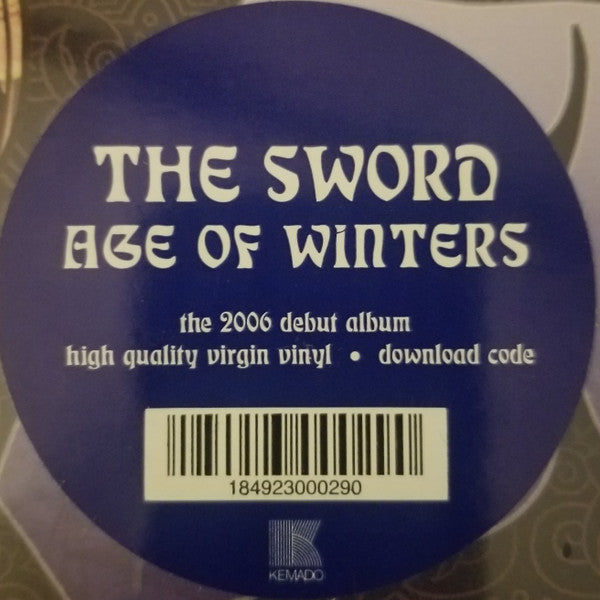 THE SWORD
AGE OF WINTERS
the 2006 debut album
high quality virgin vinyl • download code
184923000290
KEMADO